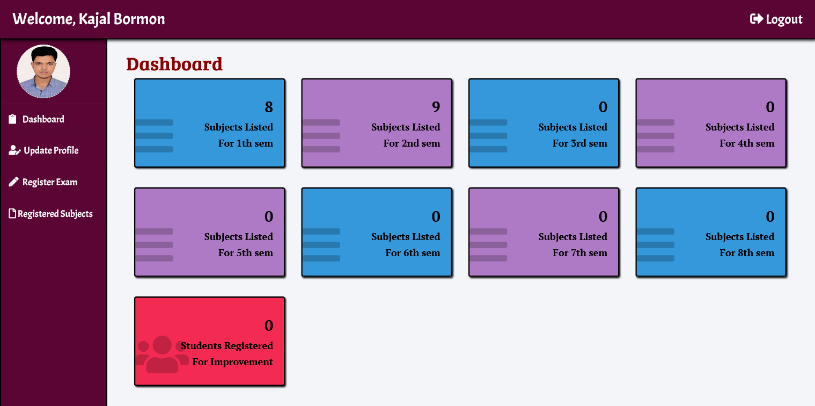 Welcome, Kajal Bormon
Logout
Dashboard
Update Profile
Register Exam
Registered Subjects
Dashboard
8
Subjects Listed
For 1th sem
9
Subjects Listed
For 2nd sem
0
Subjects Listed
For 3rd sem
0
Subjects Listed
For 4th sem
0
Subjects Listed
For 5th sem
0
Subjects Listed
For 6th sem
0
Subjects Listed
For 7th sem
0
Subjects Listed
For 8th sem
0
Students Registered
For Improvement